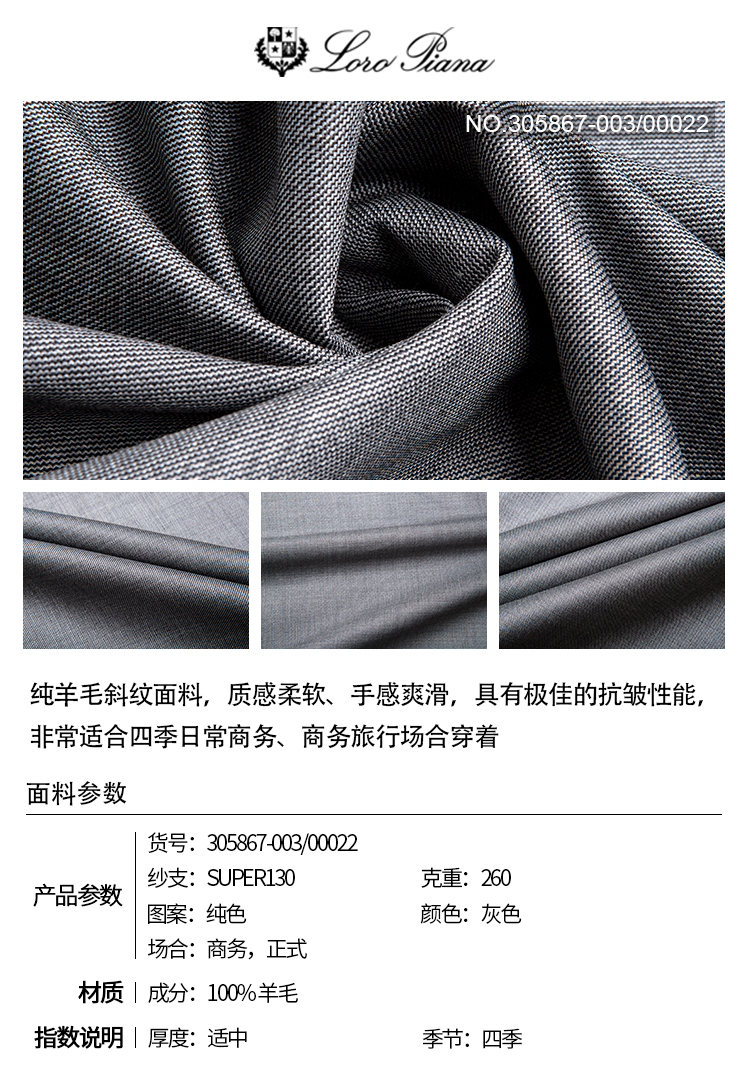 Loro Piana
NO.305867-003/00022
纯羊毛斜纹面料，质感柔软、手感爽滑，具有极佳的抗皱性能，
非常适合四季日常商务、商务旅行场合穿着
面料参数
产品参数
货号：305867-003/00022
纱支：SUPER130 克重：260
图案：纯色 颜色：灰色
场合：商务，正式
材质 成分：100%羊毛
指数说明 厚度：适中 季节：四季